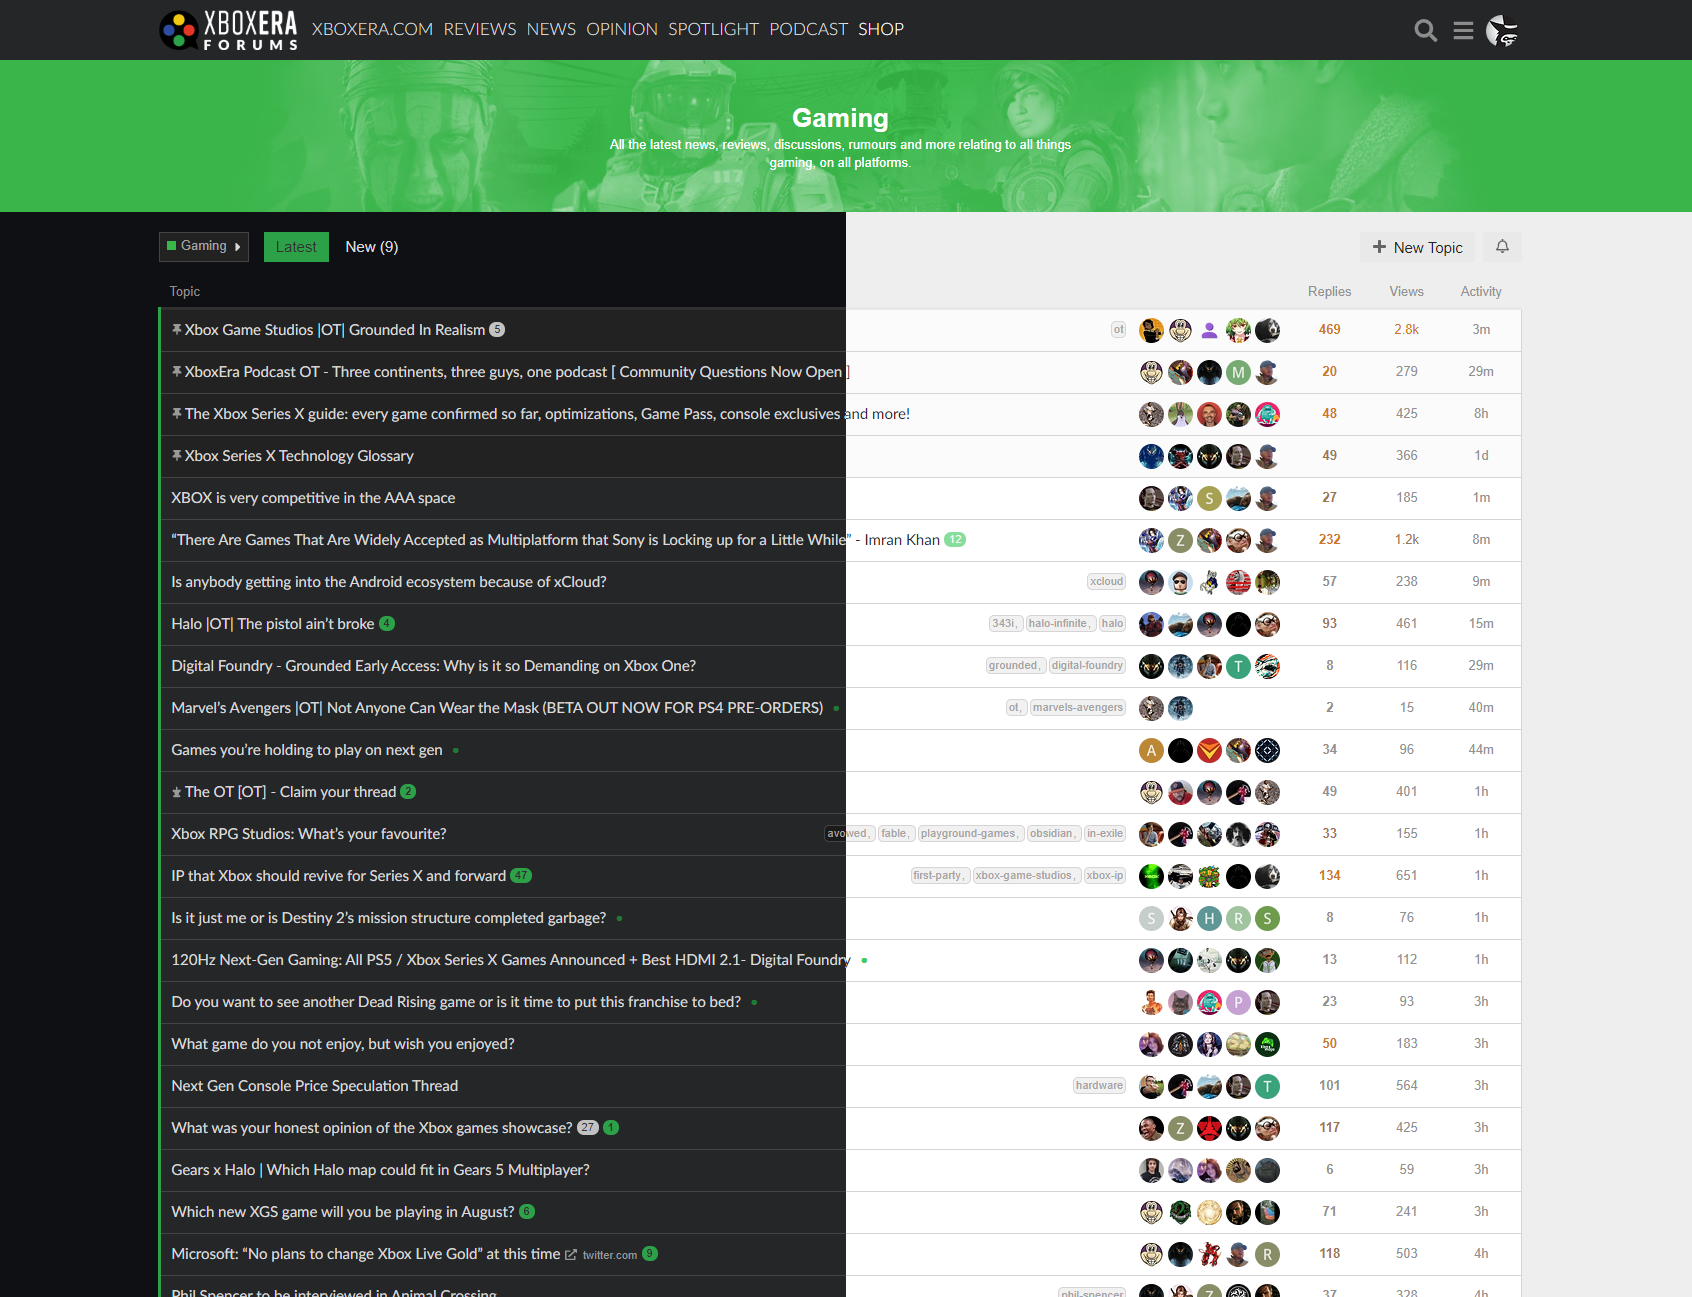 XBOXERA
FORUMS
XBOXERA.COM REVIEWS NEWS OPINION SPOTLIGHT PODCAST SHOP
Gaming
All the latest news, reviews, discussions, rumours and more relating to all things
gaming, on all platforms.
Gaming Latest New (9) + New Topic
Topic Replies Views Activity
Xbox Game Studios |OT| Grounded In Realism 5 ot 469 2.8k 3m
XboxEra Podcast OT - Three continents, three guys, one podcast [ Community Questions Now Open ] M 20 279 29m
The Xbox Series X guide: every game confirmed so far, optimizations, Game Pass, console exclusives and more! 48 425 8h
Xbox Series X Technology Glossary 49 366 1d
XBOX is very competitive in the AAA space S 27 185 1m
“There Are Games That Are Widely Accepted as Multiplatform that Sony is Locking up for a Little While” - Imran Khan 12 Z 232 1.2k 8m
Is anybody getting into the Android ecosystem because of xCloud? xcloud 57 238 9m
Halo |OT| The pistol ain’t broke 4 343i, halo-infinite, halo 93 461 15m
Digital Foundry - Grounded Early Access: Why is it so Demanding on Xbox One? grounded, digital-foundry T 8 116 29m
Marvel’s Avengers |OT| Not Anyone Can Wear the Mask (BETA OUT NOW FOR PS4 PRE-ORDERS) ot, marvels-avengers 2 15 40m
Games you’re holding to play on next gen A 34 96 44m
The OT [OT] - Claim your thread 2 49 401 1h
Xbox RPG Studios: What’s your favourite? avowed, fable, playground-games, obsidian, in-exile 33 155 1h
IP that Xbox should revive for Series X and forward 47 first-party, xbox-game-studios, xbox-ip 134 651 1h
Is it just me or is Destiny 2’s mission structure completed garbage? S H R S 8 76 1h
120Hz Next-Gen Gaming: All PS5 / Xbox Series X Games Announced + Best HDMI 2.1- Digital Foundry 13 112 1h
Do you want to see another Dead Rising game or is it time to put this franchise to bed? P 23 93 3h
What game do you not enjoy, but wish you enjoyed? 50 183 3h
Next Gen Console Price Speculation Thread hardware T 101 564 3h
What was your honest opinion of the Xbox games showcase? 27 1 Z 117 425 3h
Gears x Halo | Which Halo map could fit in Gears 5 Multiplayer? 6 59 3h
Which new XGS game will you be playing in August? 6 71 241 3h
Microsoft: “No plans to change Xbox Live Gold” at this time twitter.com 9 R 118 503 4h
Phil Spencer to be interviewed in Animal Crossing phil-spencer Z 37 328 4h